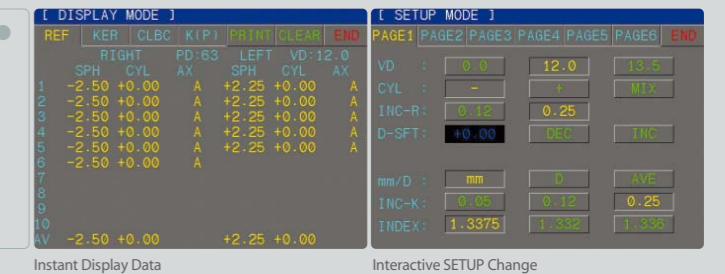 [ DISPLAY MODE ]
REF KER CLBC K(P) PRINT CLEAR END
RIGHT PD:63 LEFT VD:12.0
SPH CYL AX SPH CYL AX
1 -2.50 +0.00 A +2.25 +0.00 A
2 -2.50 +0.00 A +2.25 +0.00 A
3 -2.50 +0.00 A +2.25 +0.00 A
4 -2.50 +0.00 A +2.25 +0.00 A
5 -2.50 +0.00 A +2.25 +0.00 A
6 -2.50 +0.00 A
7
8
9
10
AV -2.50 +0.00 +2.25 +0.00
Instant Display Data
[ SETUP MODE ]
PAGE1 PAGE2 PAGE3 PAGE4 PAGE5 PAGE6 END
VD : 0.0 12.0 13.5
CYL : - + MIX
INC-R: 0.12 0.25
D-SFT: +0.00 DEC INC
mm/D : mm D AVE
INC-K: 0.05 0.12 0.25
INDEX: 1.3375 1.332 1.336
Interactive SETUP Change